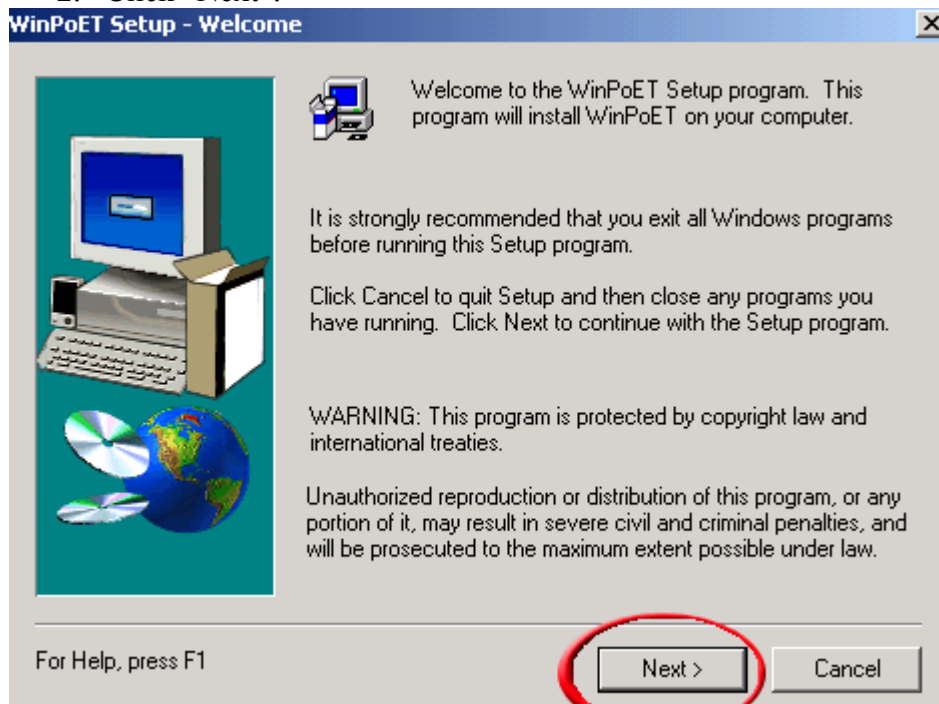 2. Click "Next".
WinPoET Setup - Welcome
Welcome to the WinPoET Setup program. This
program will install WinPoET on your computer.
It is strongly recommended that you exit all Windows programs
before running this Setup program.
Click Cancel to quit Setup and then close any programs you
have running. Click Next to continue with the Setup program.
WARNING: This program is protected by copyright law and
international treaties.
Unauthorized reproduction or distribution of this program, or any
portion of it, may result in severe civil and criminal penalties, and
will be prosecuted to the maximum extent possible under law.
For Help, press F1
Next >
Cancel